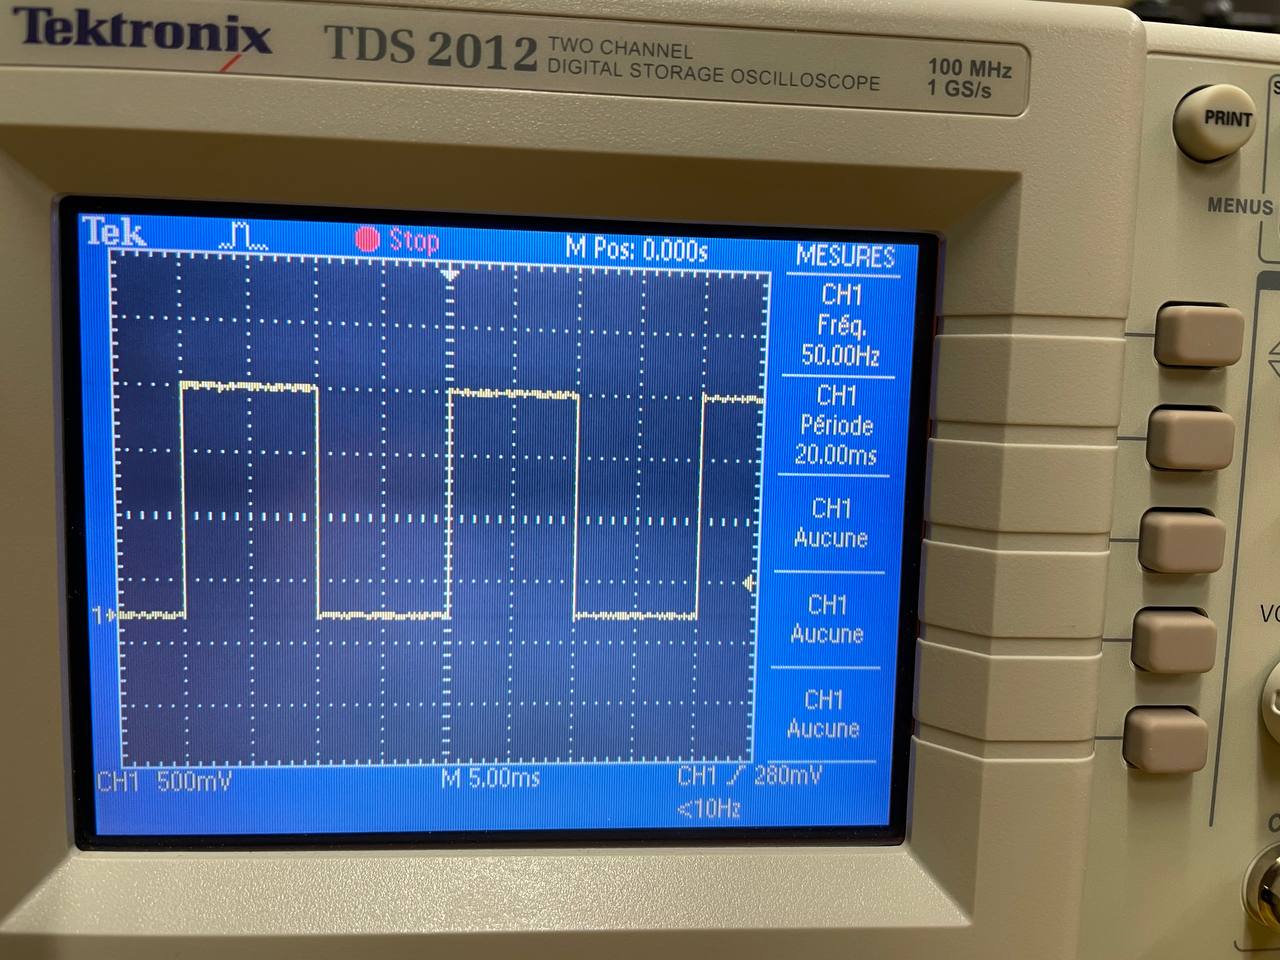 Tektronix TDS 2012 TWO CHANNEL
DIGITAL STORAGE OSCILLOSCOPE
100 MHz
1 GS/s
PRINT
MENUS
Tek Stop M Pos: 0.000s MESURES
CH1
Fréq.
50.00Hz
CH1
Période
20.00ms
CH1
Aucune
CH1
Aucune
CH1
Aucune
1
CH1 500mV M 5.00ms CH1 280mV
<10Hz